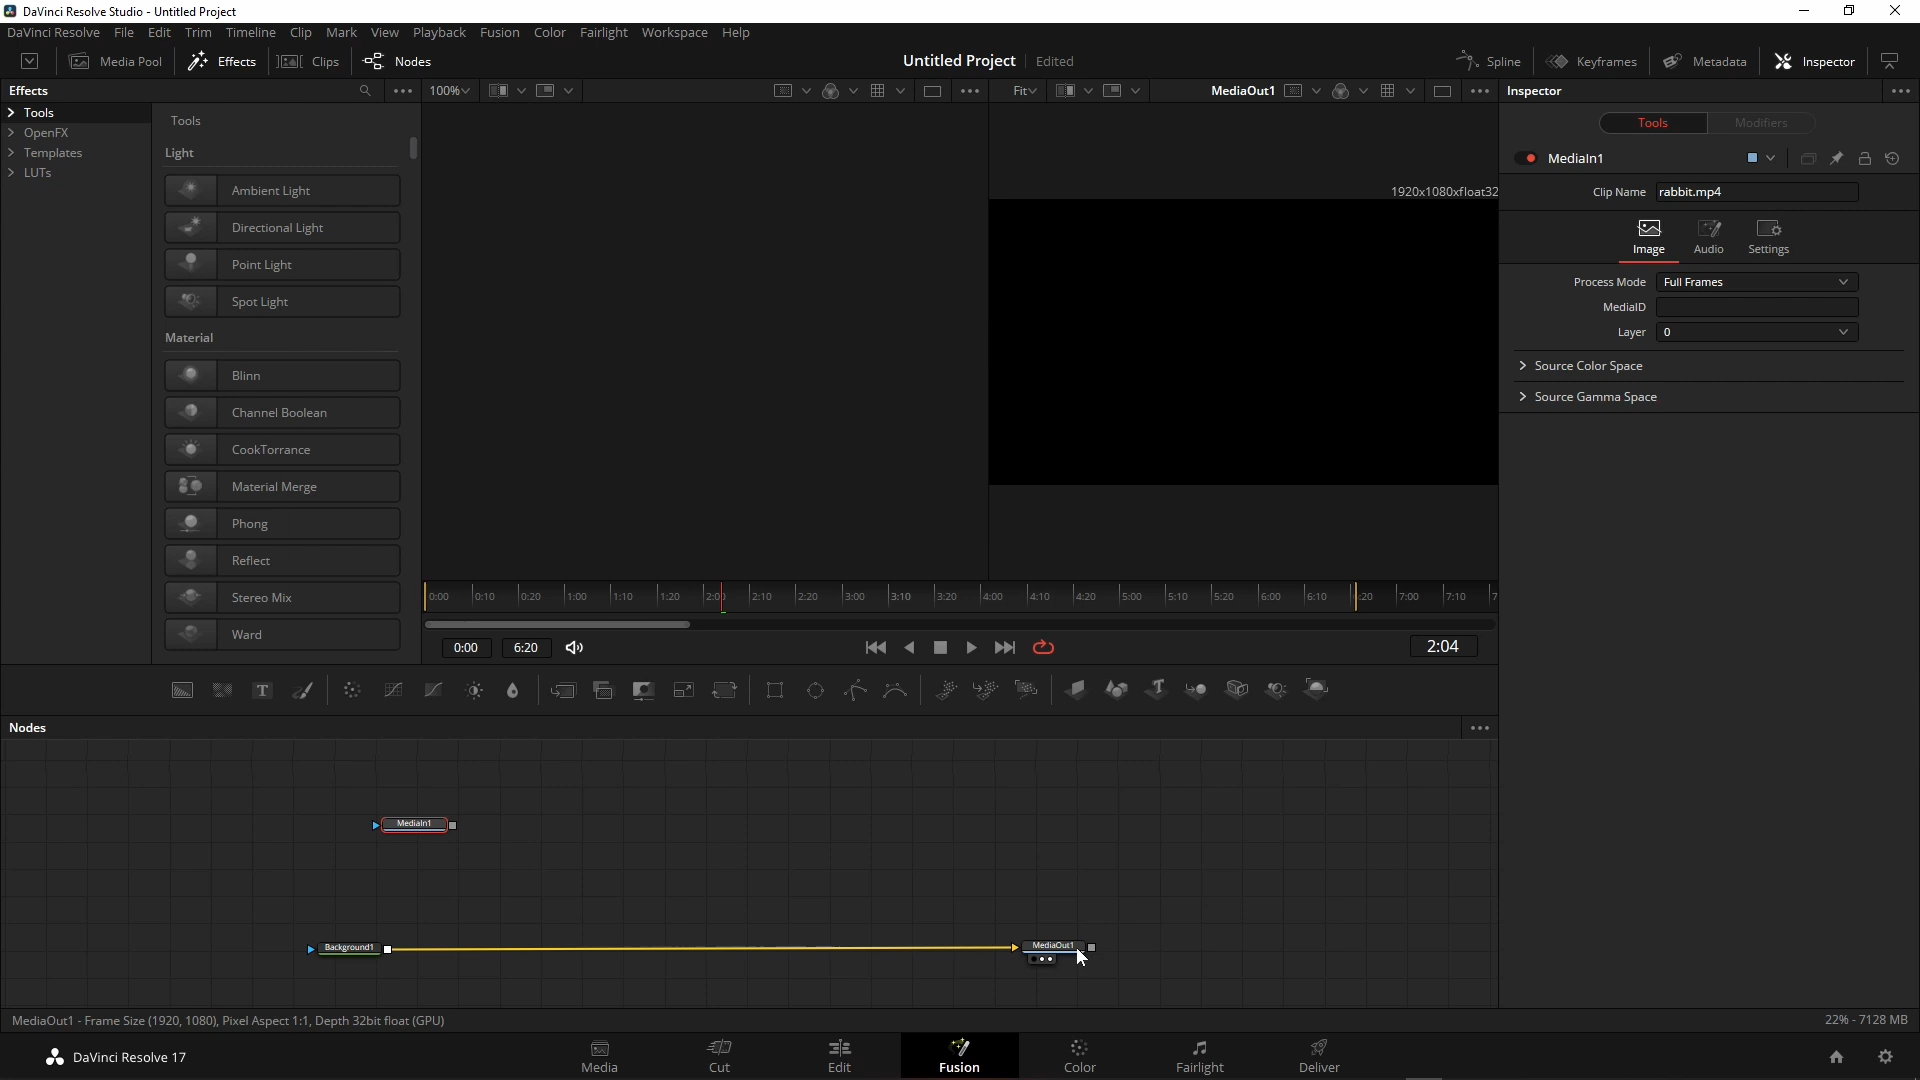 DaVinci Resolve Studio - Untitled Project
DaVinci Resolve File Edit Trim Timeline Clip Mark View Playback Fusion Color Fairlight Workspace Help
Media Pool Effects Clips Nodes Untitled Project Edited Spline Keyframes Metadata Inspector
Effects 100% Fit MediaOut1 Inspector
Tools
OpenFX
Templates
LUTs
Tools
Light
Ambient Light
Directional Light
Point Light
Spot Light
Material
Blinn
Channel Boolean
CookTorrance
Material Merge
Phong
Reflect
Stereo Mix
Ward
1920x1080xfloat32
Tools Modifiers
MediaIn1
Clip Name rabbit.mp4
Image Audio Settings
Process Mode Full Frames
MediaID
Layer 0
Source Color Space
Source Gamma Space
0:00 0:10 0:20 1:00 1:10 1:20 2:00 2:10 2:20 3:00 3:10 3:20 4:00 4:10 4:20 5:00 5:10 5:20 6:00 6:10 :20 7:00 7:10 7
0:00 6:20 2:04
Nodes
MediaIn1
Background1
MediaOut1
MediaOut1 - Frame Size (1920, 1080), Pixel Aspect 1:1, Depth 32bit float (GPU) 22% - 7128 MB
DaVinci Resolve 17 Media Cut Edit Fusion Color Fairlight Deliver